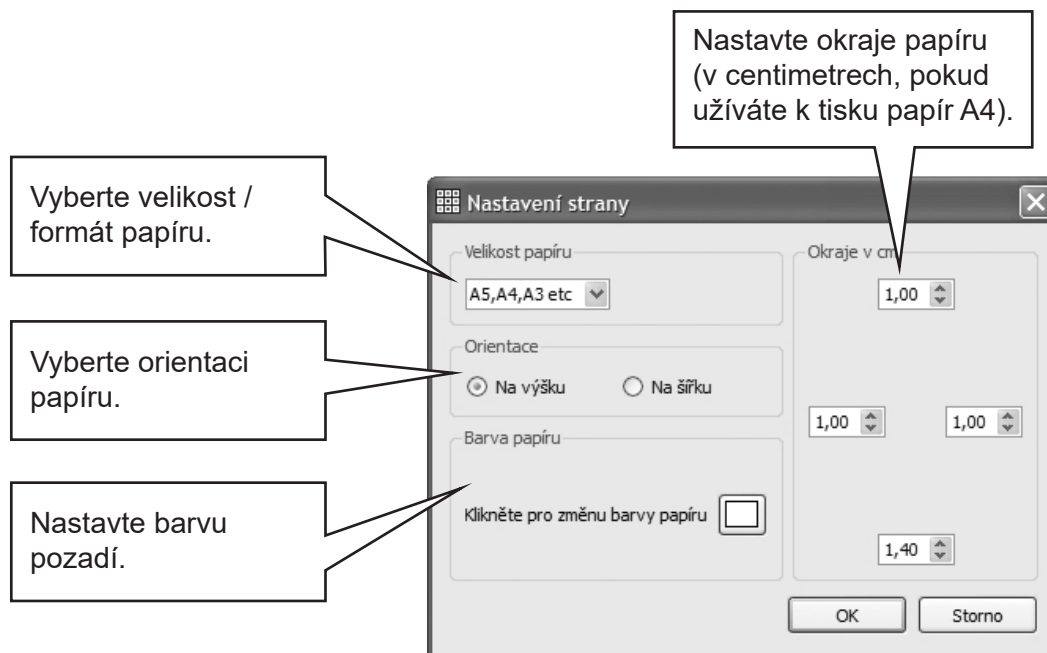 Nastavte okraje papíru
(v centimetrech, pokud
užíváte k tisku papír A4).
Vyberte velikost /
formát papíru.
Vyberte orientaci
papíru.
Nastavte barvu
pozadí.
Nastavení strany
Velikost papíru
A5,A4,A3 etc
Orientace
Na výšku Na šířku
Barva papíru
Klikněte pro změnu barvy papíru
Okraje v cm
1,00
1,00 1,00
1,40
OK Storno